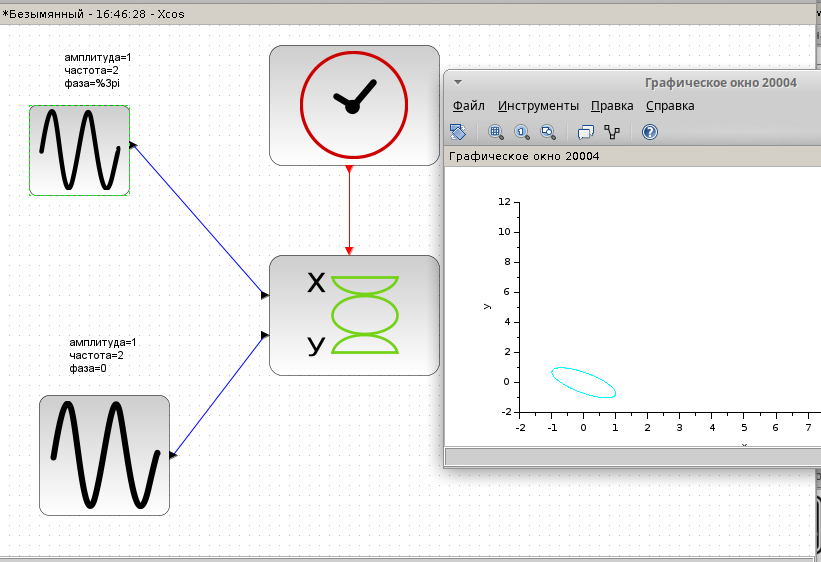 *Безымянный - 16:46:28 - Xcos
амплитуда=1
частота=2
фаза=%3pi
X
У
амплитуда=1
частота=2
фаза=0
Графическое окно 20004
Файл Инструменты Правка Справка
Графическое окно 20004
12
10
8
6
4
2
0
-2
y
-2 -1 0 1 2 3 4 5 6 7